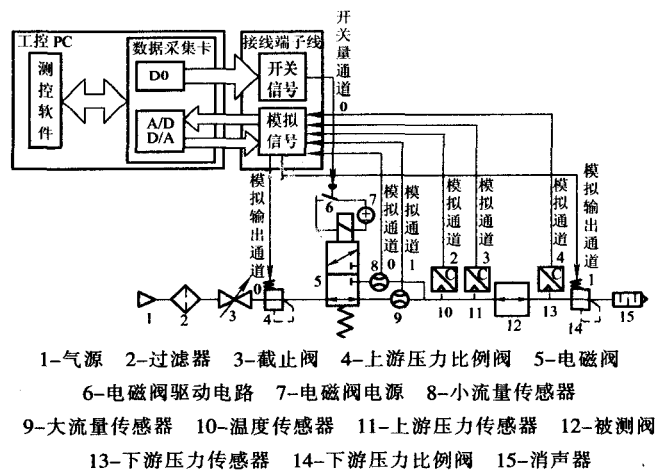 工控 PC
测控软件
数据采集卡
D0
A/D
D/A
接线端子线
开关信号
模拟信号
开关量通道0
模拟输出通道0
模拟通道0
模拟通道1
模拟通道2
模拟通道3
模拟通道4
模拟输出通道1
6
7
5
8
C
C
C
1
2
3
4
9
10
11
12
13
14
15
1–气源 2–过滤器 3–截止阀 4–上游压力比例阀 5–电磁阀
6–电磁阀驱动电路 7–电磁阀电源 8–小流量传感器
9–大流量传感器 10–温度传感器 11–上游压力传感器 12–被测阀
13–下游压力传感器 14–下游压力比例阀 15–消声器